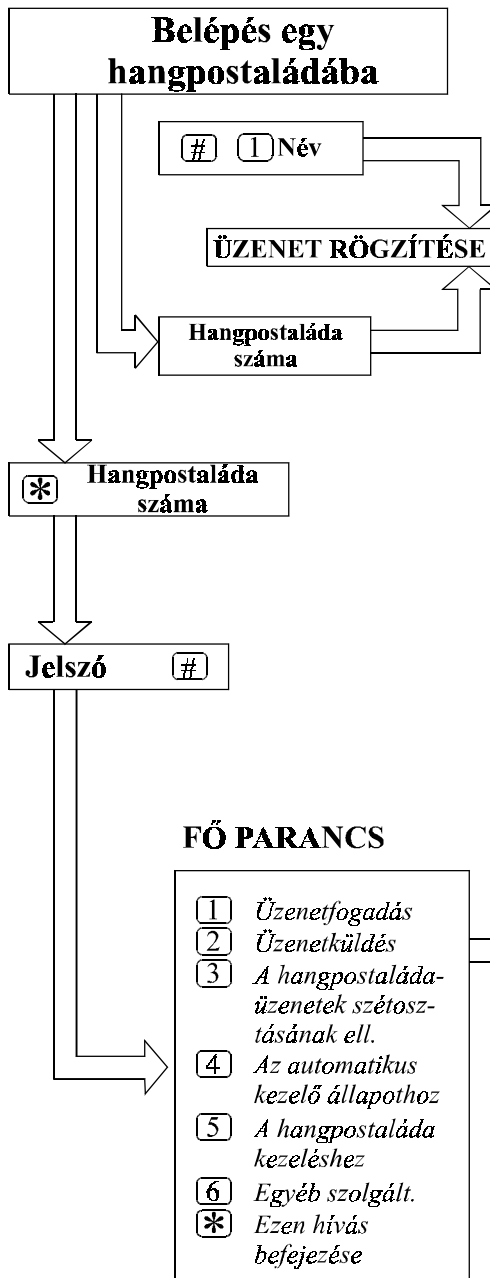 Belépés egy
hangpostaládába
# 1 Név
ÜZENET RÖGZÍTÉSE
Hangpostaláda
száma
* Hangpostaláda
száma
Jelszó #
FŐ PARANCS
1 Üzenetfogadás
2 Üzenetküldés
3 A hangpostaláda-
üzenetek szétosz-
tásának ell.
4 Az automatikus
kezelő állapothoz
5 A hangpostaláda
kezeléshez
6 Egyéb szolgált.
* Ezen hívás
befejezése